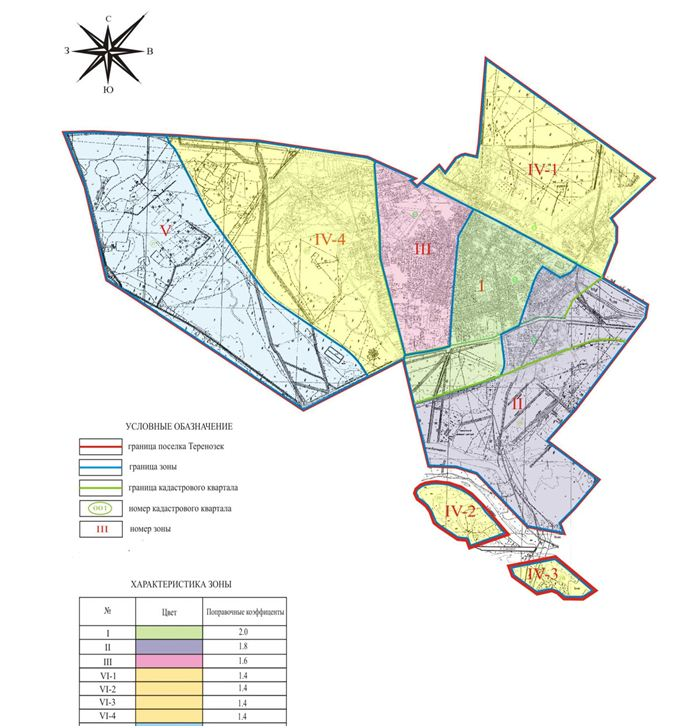 С
З В
Ю
IV-1
V
IV-4
III
I
II
IV-2
IV-3
УСЛОВНЫЕ ОБАЗНАЧЕНИЕ
граница поселка Теренозек
граница зоны
граница кадастрового квартала
001 номер кадастрового квартала
III номер зоны
ХАРАКТЕРИСТИКА ЗОНЫ
№ Цвет Поправочные коэффиценты
I 2.0
II 1.8
III 1.6
VI-1 1.4
VI-2 1.4
VI-3 1.4
VI-4 1.4